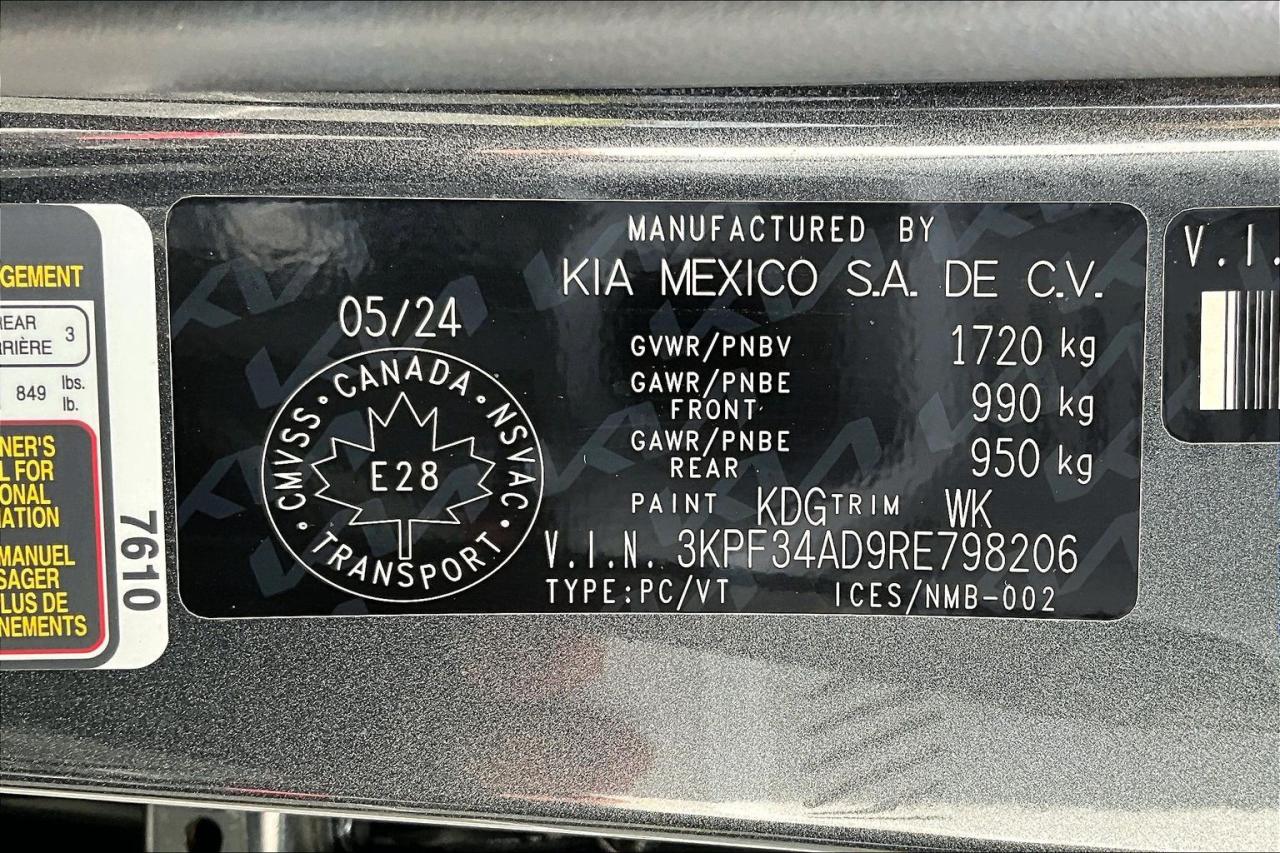 GEMENT
REAR 3
RRIÈRE
849 lbs.
lb.
NER'S
L FOR
ONAL
MATION
MANUEL
SAGER
LUS DE
NEMENTS
7610
MANUFACTURED BY
KIA MEXICO S.A. DE C.V.
05/24
GVWR/PNBV 1720 kg
GAWR/PNBE
FRONT 990 kg
GAWR/PNBE
REAR 950 kg
CMVSS · CANADA · NSVAC · TRANSPORT ·
E28
PAINT KDG TRIM WK
V.I.N. 3KPF34AD9RE798206
TYPE:PC/VT ICES/NMB-002
V.I.